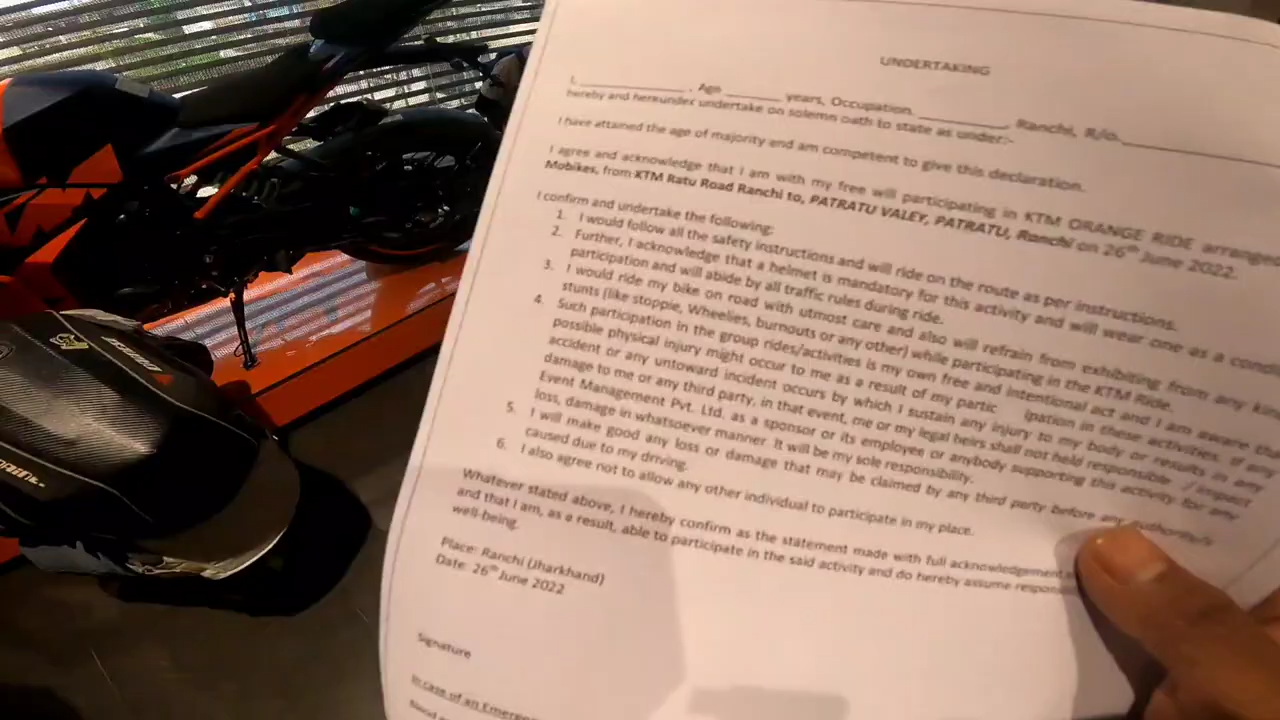 UNDERTAKING
I, ____________, Age ______ years, Occupation __________, Ranchi, R/o.
hereby and hereunder undertake on solemn oath to state as under:-
I have attained the age of majority and am competent to give this declaration.
I agree and acknowledge that I am with my free will participating in KTM ORANGE RIDE arranged
Mobikes, from KTM Ratu Road Ranchi to, PATRATU VALEY, PATRATU, Ranchi on 26th June 2022.
I confirm and undertake the following:
1. I would follow all the safety instructions and will ride on the route as per instructions.
2. Further, I acknowledge that a helmet is mandatory for this activity and will wear one as a
participation and will abide by all traffic rules during ride.
3. I would ride my bike on road with utmost care and also will refrain from exhibiting from any
stunts (like stoppie, Wheelies, burnouts or any other) while participating in the KTM Ride.
4. Such participation in the group rides/activities is my own free and intentional act and I am aware
possible physical injury might occur to me as a result of my partic ipation in these activities. If any
accident or any untoward incident occurs by which I sustain any injury to my body or results in any
damage to me or any third party, in that event, me or my legal heirs shall not held responsible / impact
Event Management Pvt. Ltd. as a sponsor or its employee or anybody supporting this activity for any
loss, damage in whatsoever manner. It will be my sole responsibility.
5. I will make good any loss or damage that may be claimed by any third party before any
caused due to my driving.
6. I also agree not to allow any other individual to participate in my place.
Whatever stated above, I hereby confirm as the statement made with full acknowledgement
and that I am, as a result, able to participate in the said activity and do hereby assume
well-being.
Place: Ranchi (Jharkhand)
Date: 26th June 2022
Signature
In case of an